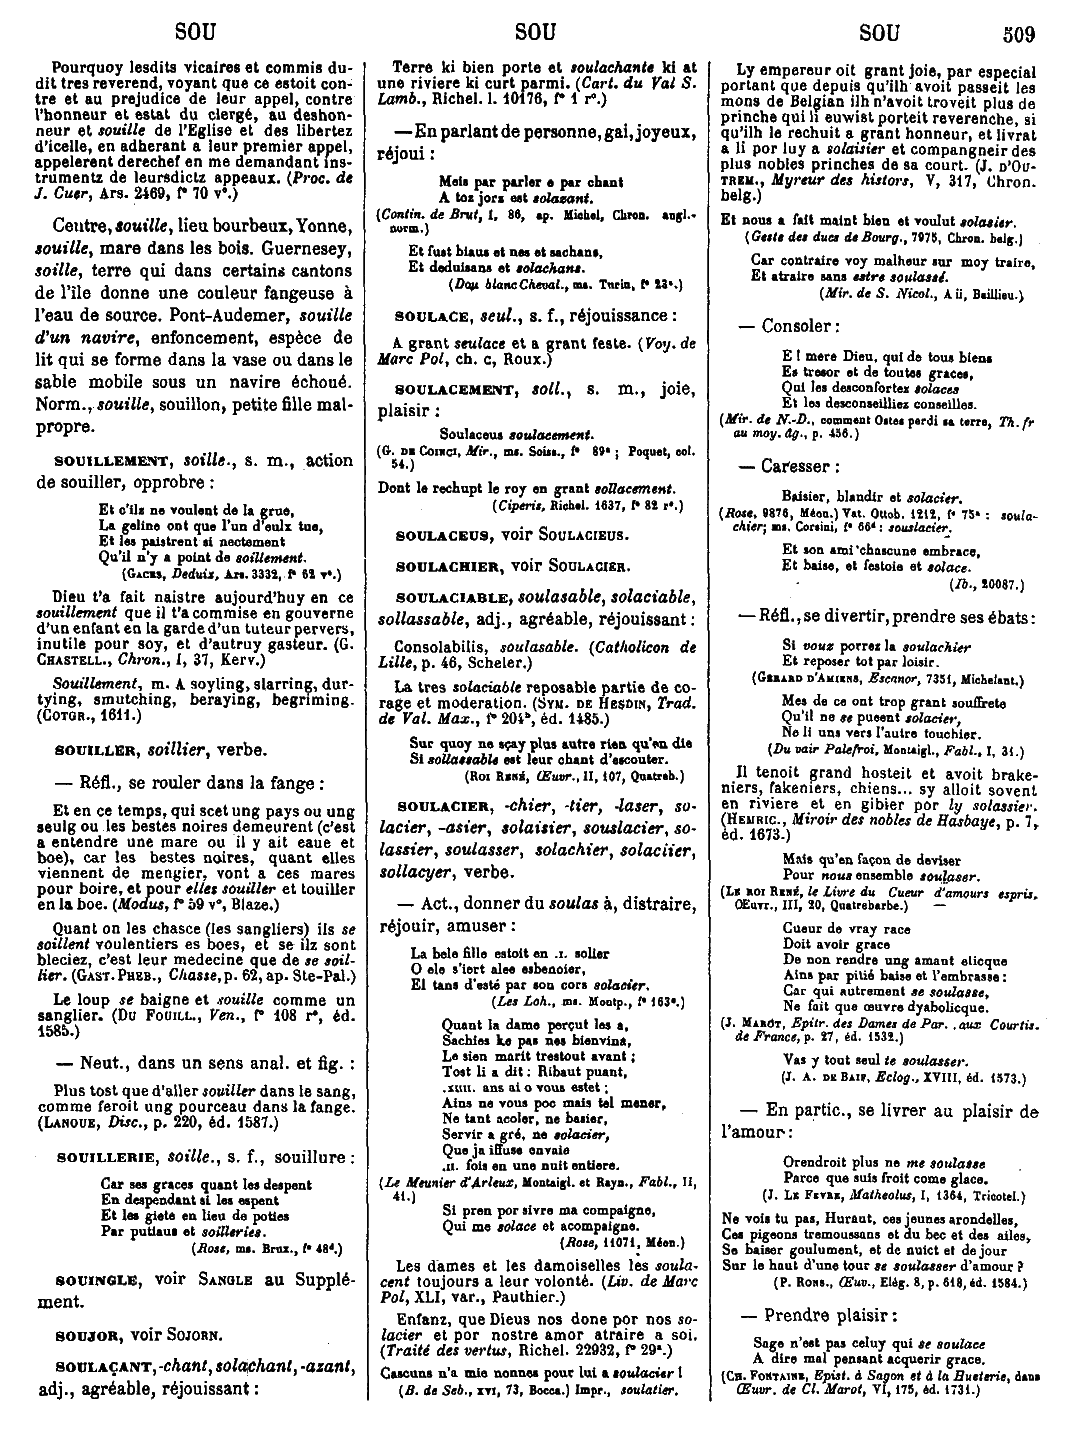 SOU
SOU
SOU
509
Pourquoy lesdits vicaires et commis du-
dit tres reverend, voyant que ce estoit con-
tre et au prejudice de leur appel, contre
l'honneur et estat du clergé, au deshon-
neur et souille de l'Eglise et des libertez
d'icelle, en adherant a leur premier appel,
appelerent derechef en me demandant ins-
trumentz de leursdictz appeaux. (Proc. de
J. Cuer, Ars. 2469, f° 70 v°.)
Centre, souille, lieu bourbeux, Yonne,
souille, mare dans les bois. Guernesey,
soille, terre qui dans certains cantons
de l'île donne une couleur fangeuse à
l'eau de source. Pont-Audemer, souille
d'un navire, enfoncement, espèce de
lit qui se forme dans la vase ou dans le
sable mobile sous un navire échoué.
Norm., souille, souillon, petite fille mal-
propre.
SOUILLEMENT, soille., s. m., action
de souiller, opprobre :
Et c'ilz ne voulent de la grue,
La geline ont que l'un d'eulx tue,
Et les paistrent si nectement
Qu'il n'y a point de soillement.
(Gaces, Deduiz, Ars. 3332, f° 62 v°.)
Dieu t'a fait naistre aujourd'huy en ce
souillement que il t'a commise en gouverne
d'un enfant en la garde d'un tuteur pervers,
inutile pour soy, et d'autruy gasteur. (G.
CHASTELL., Chron., I, 37, Kerv.)
Souillement, m. A soyling, slarring, dur-
tying, smutching, beraying, begriming.
(COTGR., 1611.)
SOUILLER, soillier, verbe.
— Réfl., se rouler dans la fange :
Et en ce temps, qui scet ung pays ou ung
seulg ou les bestes noires demeurent (c'est
a entendre une mare ou il y ait eaue et
boe), car les bestes noires, quant elles
viennent de mengier, vont a ces mares
pour boire, et pour elles souiller et touiller
en la boe. (Modus, f° 59 v°, Blaze.)
Quant on les chasce (les sangliers) ils se
soillent voulentiers es boes, et se ilz sont
bleciez, c'est leur medecine que de se soil-
lier. (GAST. PHEB., Chasse, p. 62, ap. Ste-Pal.)
Le loup se baigne et souille comme un
sanglier. (DU FOUILL., Ven., f° 108 r°, éd.
1585.)
— Neut., dans un sens anal. et fig. :
Plus tost que d'aller souiller dans le sang,
comme feroit ung pourceau dans la fange.
(LANOUE, Disc., p. 220, éd. 1587.)
SOUILLERIE, soille., s. f., souillure :
Car ses graces quant les despent
En despendant si les espent
Et les giete en lieu de poties
Par putiaus et soilleries.
(Rose, ms. Brux., f° 48d.)
SOUINGLE, voir SANGLE au Supplé-
ment.
SOUJOR, voir SOJORN.
SOULAÇANT, -chant, solachant, -azant,
adj., agréable, réjouissant :
Terre ki bien porte et soulachante ki at
une riviere ki curt parmi. (Cart. du Val S.
Lamb., Richel. l. 10176, f° 1 r°.)
— En parlant de personne, gai, joyeux,
réjoui :
Meis par parler e par chant
A toz jorz est solazant.
(Contin. de Brut, I, 86, ap. Michel, Chron. angl.-
norm.)
Et fust biaus et nes et sachans,
Et deduisans et solachans.
(Dou blanc Cheval., ms. Turin, f° 23a.)
SOULACE, seul., s. f., réjouissance :
A grant seulace et a grant feste. (Voy. de
Marc Pol, ch. c, Roux.)
SOULACEMENT, soll., s. m., joie,
plaisir :
Soulaceus soulacement.
(G. DE COINCI, Mir., ms. Soiss., f° 89a ; Poquet, col.
54.)
Dont le rechupt le roy en grant sollacement.
(Ciperis, Richel. 1637, f° 82 r°.)
SOULACEUS, voir SOULACIEUS.
SOULACHIER, voir SOULACIER.
SOULACIABLE, soulasable, solaciable,
sollassable, adj., agréable, réjouissant :
Consolabilis, soulasable. (Catholicon de
Lille, p. 46, Scheler.)
La tres solaciable reposable partie de co-
rage et moderation. (SYM. DE HESDIN, Trad.
de Val. Max., f° 204b, éd. 1485.)
Sur quoy ne sçay plus autre rien qu'en die
Si sollassable est leur chant d'escouter.
(ROI RENÉ, Œuvr., II, 107, Quatreb.)
SOULACIER, -chier, -tier, -laser, so-
lacier, -asier, solaisier, souslacier, so-
lassier, soulasser, solachier, solaciier,
sollacyer, verbe.
— Act., donner du soulas à, distraire,
réjouir, amuser :
La bele fille estoit en .I. solier
O ele s'iert alee esbenoier,
El tans d'esté par son cors solacier.
(Les Loh., ms. Montp., f° 163a.)
Quant la dame perçut les a,
Sachies ke pas nes bienvina,
Le sien marit trestout avant ;
Tost li a dit : Ribaut puant,
.XIIII. ans ai o vous estet ;
Ains ne vous poc mais tel mener,
Ne tant acoler, ne basier,
Servir a gré, ne solacier,
Que ja iffuse envaie
.II. fois en une nuit entiere.
(Le Meunier d'Arleux, Montaigl. et Rayn., Fabl., II,
41.)
Si pren por sivre ma compaigne,
Qui me solace et acompaigne.
(Rose, 11071, Méon.)
Les dames et les damoiselles les soula-
cent toujours a leur volonté. (Liv. de Marc
Pol, XLI, var., Pauthier.)
Enfanz, que Dieus nos done por nos so-
lacier et por nostre amor atraire a soi.
(Traité des vertus, Richel. 22932, f° 29a.)
Cascuns n'a mie nonnes pour lui a soulacier !
(B. de Seb., XVI, 73, Bocca.) Impr., soulatier.
Ly empereur oit grant joie, par especial
portant que depuis qu'ilh avoit passeit les
mons de Belgian ilh n'avoit troveit plus de
prinche qui li euwist porteit reverenche, si
qu'ilh le rechuit a grant honneur, et livrat
a li por luy a solaisier et compangneir des
plus nobles princhees de sa court. (J. D'OU-
TREM., Myreur des histors, V, 317, Chron.
belg.)
Et nous a fait maint bien et voulut solasier.
(Geste des ducs de Bourg., 7975, Chron. belg.)
Car contraire voy malheur sur moy traire,
Et atraire sans estre soulassé.
(Mir. de S. Nicol., A ii, Baillieu.)
— Consoler :
E ! mere Dieu, qui de tous biens
Es tresor et de toutes graces,
Qui les desconfortez solaces
Et les desconseilliez conseilles.
(Mir. de N.-D., comment Ostes perdi sa terre, Th. fr
au moy. âg., p. 456.)
— Caresser :
Baisier, blandir et solacier.
(Rose, 9876, Méon.) Vat. Ottob. 1212, f° 75a : soula-
chier; ms. Corsini, f° 66d : souslacier.
Et son ami chascune embrace,
Et baise, et festoie et solace.
(Ib., 20087.)
— Réfl., se divertir, prendre ses ébats :
Si vous porrez la soulachier
Et reposer tot par loisir.
(GERARD D'AMIENS, Escanor, 7351, Michelant.)
Mes de ce ont trop grant souffrete
Qu'il ne se pueent solacier,
Ne li uns vers l'autre touchier.
(Du vair Palefroi, Montaigl., Fabl., I, 31.)
Il tenoit grand hosteit et avoit brake-
niers, fakeniers, chiens... sy alloit sovent
en riviere et en gibier por ly solassier.
(HEMRIC., Miroir des nobles de Hasbaye, p. 7,
éd. 1673.)
Mais qu'en façon de deviser
Pour nous ensemble soulaser.
(LE ROI RENÉ, le Livre du Cueur d'amours espris,
Œuvr., III, 20, Quatrebarbe.)
Cueur de vray race
Doit avoir grace
De non rendre ung amant eticque
Ains par pitié baise et l'embrasse :
Car qui autrement se soulasse,
Ne fait que œuvre dyabolicque.
(J. MAROT, Epitr. des Dames de Par. aux Courtis.
de France, p. 27, éd. 1532.)
Vas y tout seul te soulasser.
(J. A. DE BAIF, Eclog., XVIII, éd. 1573.)
— En partic., se livrer au plaisir de
l'amour :
Orendroit plus ne me soulasse
Parce que suis froit come glace.
(J. LE FEVRE, Matheolus, I, 1364, Tricotel.)
Ne vois tu pas, Huraut, ces jeunes arondelles,
Ces pigeons tremoussans et du bec et des ailes,
Se baiser goulument, et de nuict et de jour
Sur le haut d'une tour se soulasser d'amour ?
(P. RONS., Œuv., Elég. 8, p. 618, éd. 1584.)
— Prendre plaisir :
Sage n'est pas celuy qui se soulace
A dire mal pensant acquerir grace.
(CH. FONTAINE, Epist. à Sagon et à la Hueterie, dans
Œuvr. de Cl. Marot, VI, 175, éd. 1731.)